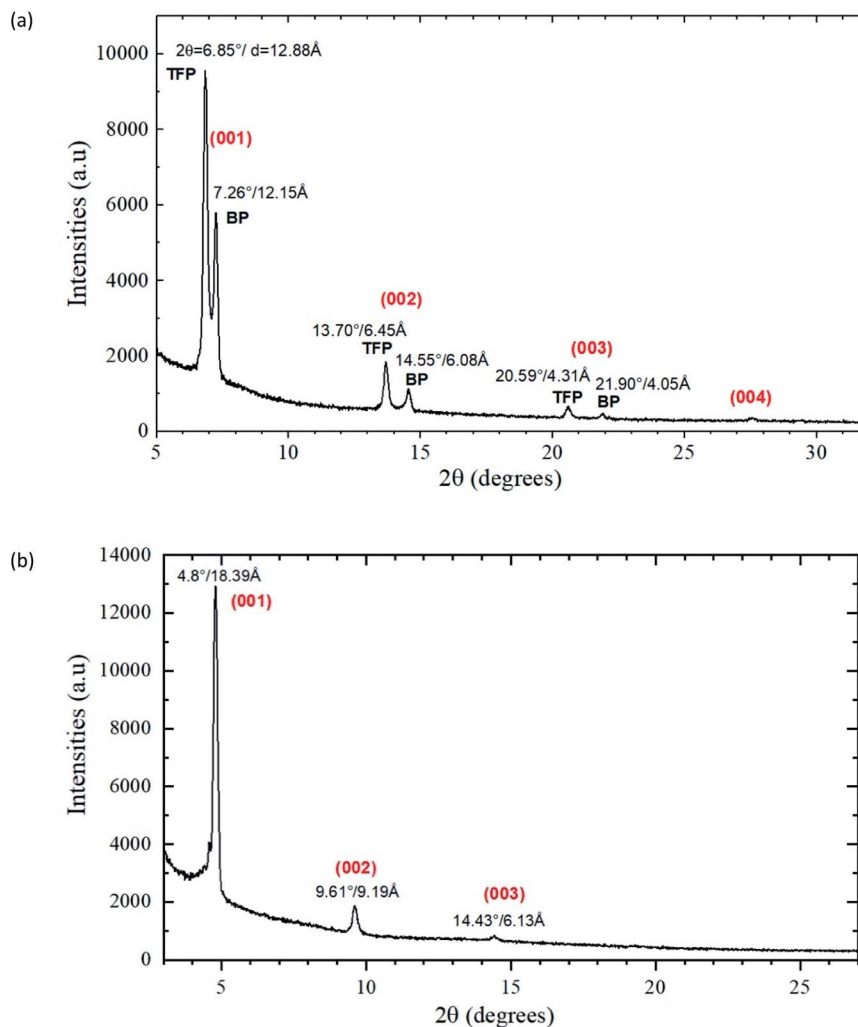 (a)
12000
10000
8000
6000
4000
2000
0
Intensities (a.u)
2θ=6.85°/ d=12.88Å
TFP
(001)
7.26°/12.15Å
BP
(002)
13.70°/6.45Å
TFP
14.55°/6.08Å
BP
(003)
20.59°/4.31Å
TFP
21.90°/4.05Å
BP
(004)
5 10 15 20 25 30
2θ (degrees)
(b)
14000
12000
10000
8000
6000
4000
2000
0
Intensities (a.u)
4.8°/18.39Å
(001)
(002)
9.61°/9.19Å
(003)
14.43°/6.13Å
5 10 15 20 25
2θ (degrees)